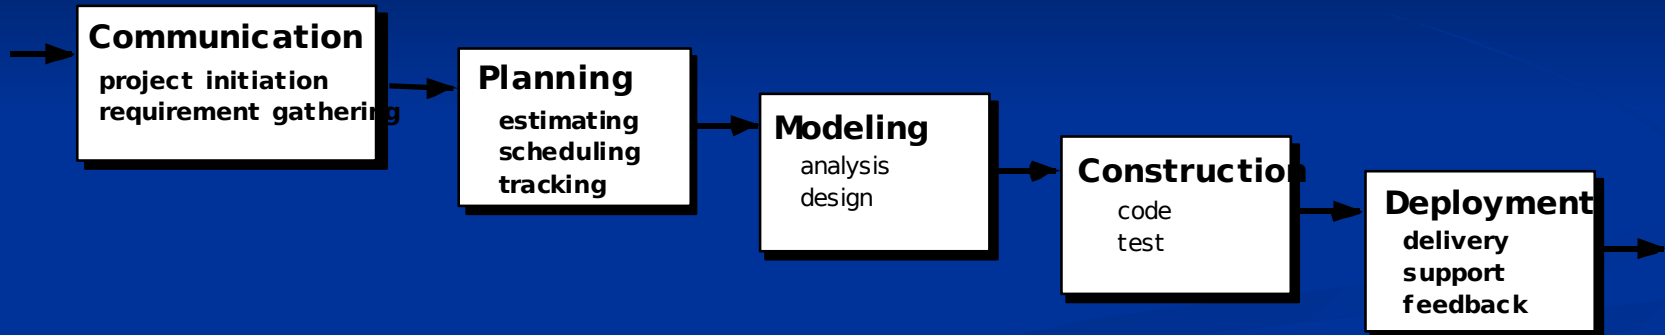 Communication
project initiation
requirement gathering
Planning
estimating
scheduling
tracking
Modeling
analysis
design
Construction
code
test
Deployment
delivery
support
feedback